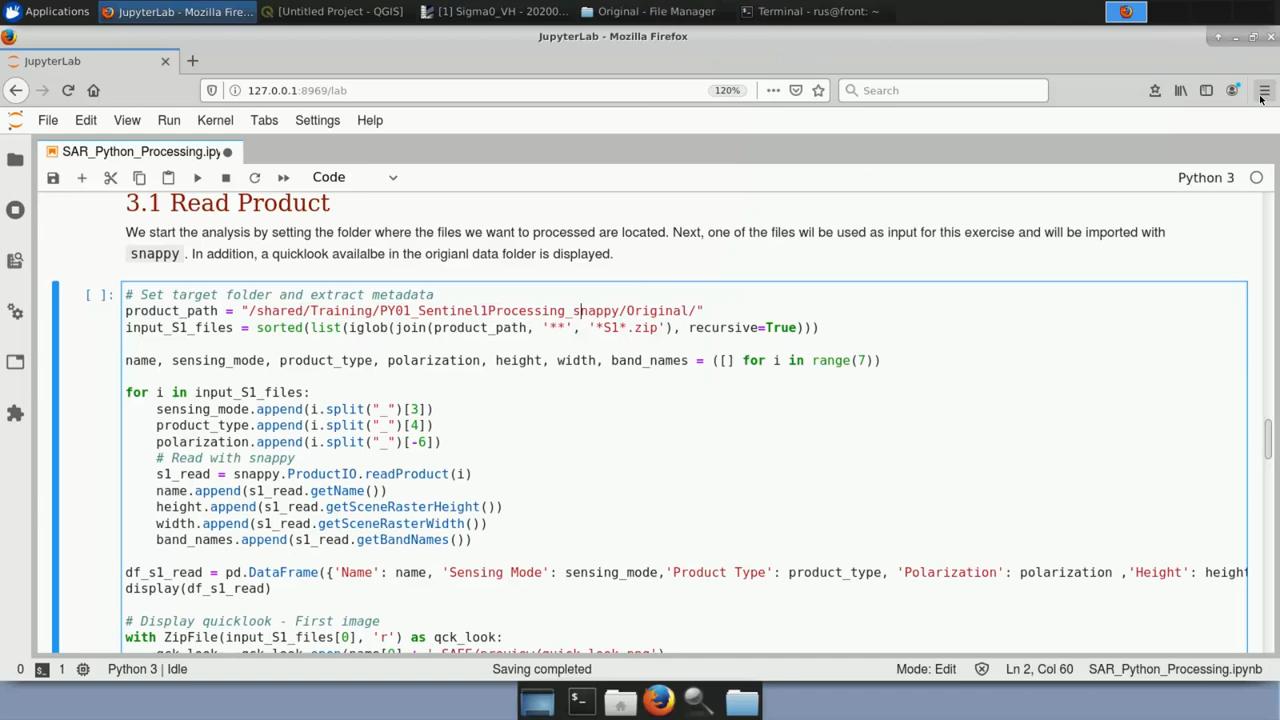 Applications
JupyterLab - Mozilla Fire...
[Untitled Project - QGIS]
[1] Sigma0_VH - 20200...
Original - File Manager
Terminal - rus@front: ~
JupyterLab - Mozilla Firefox
JupyterLab
127.0.0.1:8969/lab
120%
Search
File Edit View Run Kernel Tabs Settings Help
SAR_Python_Processing.ipy
Code
Python 3
3.1 Read Product
We start the analysis by setting the folder where the files we want to processed are located. Next, one of the files wil be used as input for this exercise and will be imported with
snappy . In addition, a quicklook availalbe in the origianl data folder is displayed.
[ ]:
# Set target folder and extract metadata
product_path = "/shared/Training/PY01_Sentinel1Processing_snappy/Original/"
input_S1_files = sorted(list(iglob(join(product_path, '**', '*S1*.zip'), recursive=True)))
name, sensing_mode, product_type, polarization, height, width, band_names = ([] for i in range(7))
for i in input_S1_files:
sensing_mode.append(i.split("_")[3])
product_type.append(i.split("_")[4])
polarization.append(i.split("_")[-6])
# Read with snappy
s1_read = snappy.ProductIO.readProduct(i)
name.append(s1_read.getName())
height.append(s1_read.getSceneRasterHeight())
width.append(s1_read.getSceneRasterWidth())
band_names.append(s1_read.getBandNames())
df_s1_read = pd.DataFrame({'Name': name, 'Sensing Mode': sensing_mode,'Product Type': product_type, 'Polarization': polarization ,'Height': height
display(df_s1_read)
# Display quicklook - First image
with ZipFile(input_S1_files[0], 'r') as qck_look:
0
1
Python 3 | Idle
Saving completed
Mode: Edit
Ln 2, Col 60
SAR_Python_Processing.ipynb